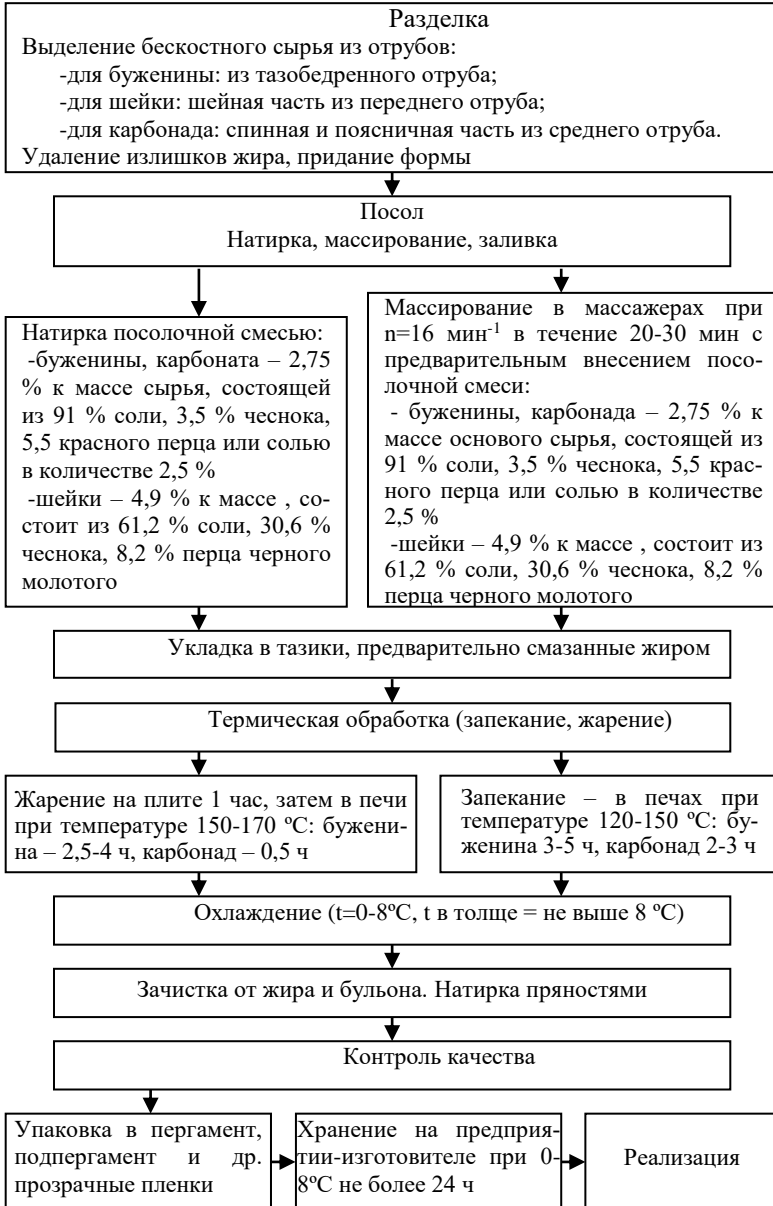 Разделка
Выделение бескостного сырья из отрубов:
-для буженины: из тазобедренного отруба;
-для шейки: шейная часть из переднего отруба;
-для карбонада: спинная и поясничная часть из среднего отруба.
Удаление излишков жира, придание формы
Посол
Натирка, массирование, заливка
Натирка посолочной смесью:
-буженины, карбоната – 2,75
% к массе сырья, состоящей
из 91 % соли, 3,5 % чеснока,
5,5 красного перца или солью
в количестве 2,5 %
-шейки – 4,9 % к массе , со-
стоит из 61,2 % соли, 30,6 %
чеснока, 8,2 % перца черного
молотого
Массирование в массажерах при
n=16 мин⁻¹ в течение 20-30 мин с
предварительным внесением посо-
лочной смеси:
- буженины, карбонада – 2,75 % к
массе основого сырья, состоящей из
91 % соли, 3,5 % чеснока, 5,5 крас-
ного перца или солью в количестве
2,5 %
-шейки – 4,9 % к массе , состоит из
61,2 % соли, 30,6 % чеснока, 8,2 %
перца черного молотого
Укладка в тазики, предварительно смазанные жиром
Термическая обработка (запекание, жарение)
Жарение на плите 1 час, затем в печи
при температуре 150-170 ºС: бужени-
на – 2,5-4 ч, карбонад – 0,5 ч
Запекание – в печах при
температуре 120-150 ºС: бу-
женина 3-5 ч, карбонад 2-3 ч
Охлаждение (t=0-8ºС, t в толще = не выше 8 ºС)
Зачистка от жира и бульона. Натирка пряностями
Контроль качества
Упаковка в пергамент,
подпергамент и др.
прозрачные пленки
Хранение на предприя-
тии-изготовителе при 0-
8ºС не более 24 ч
Реализация